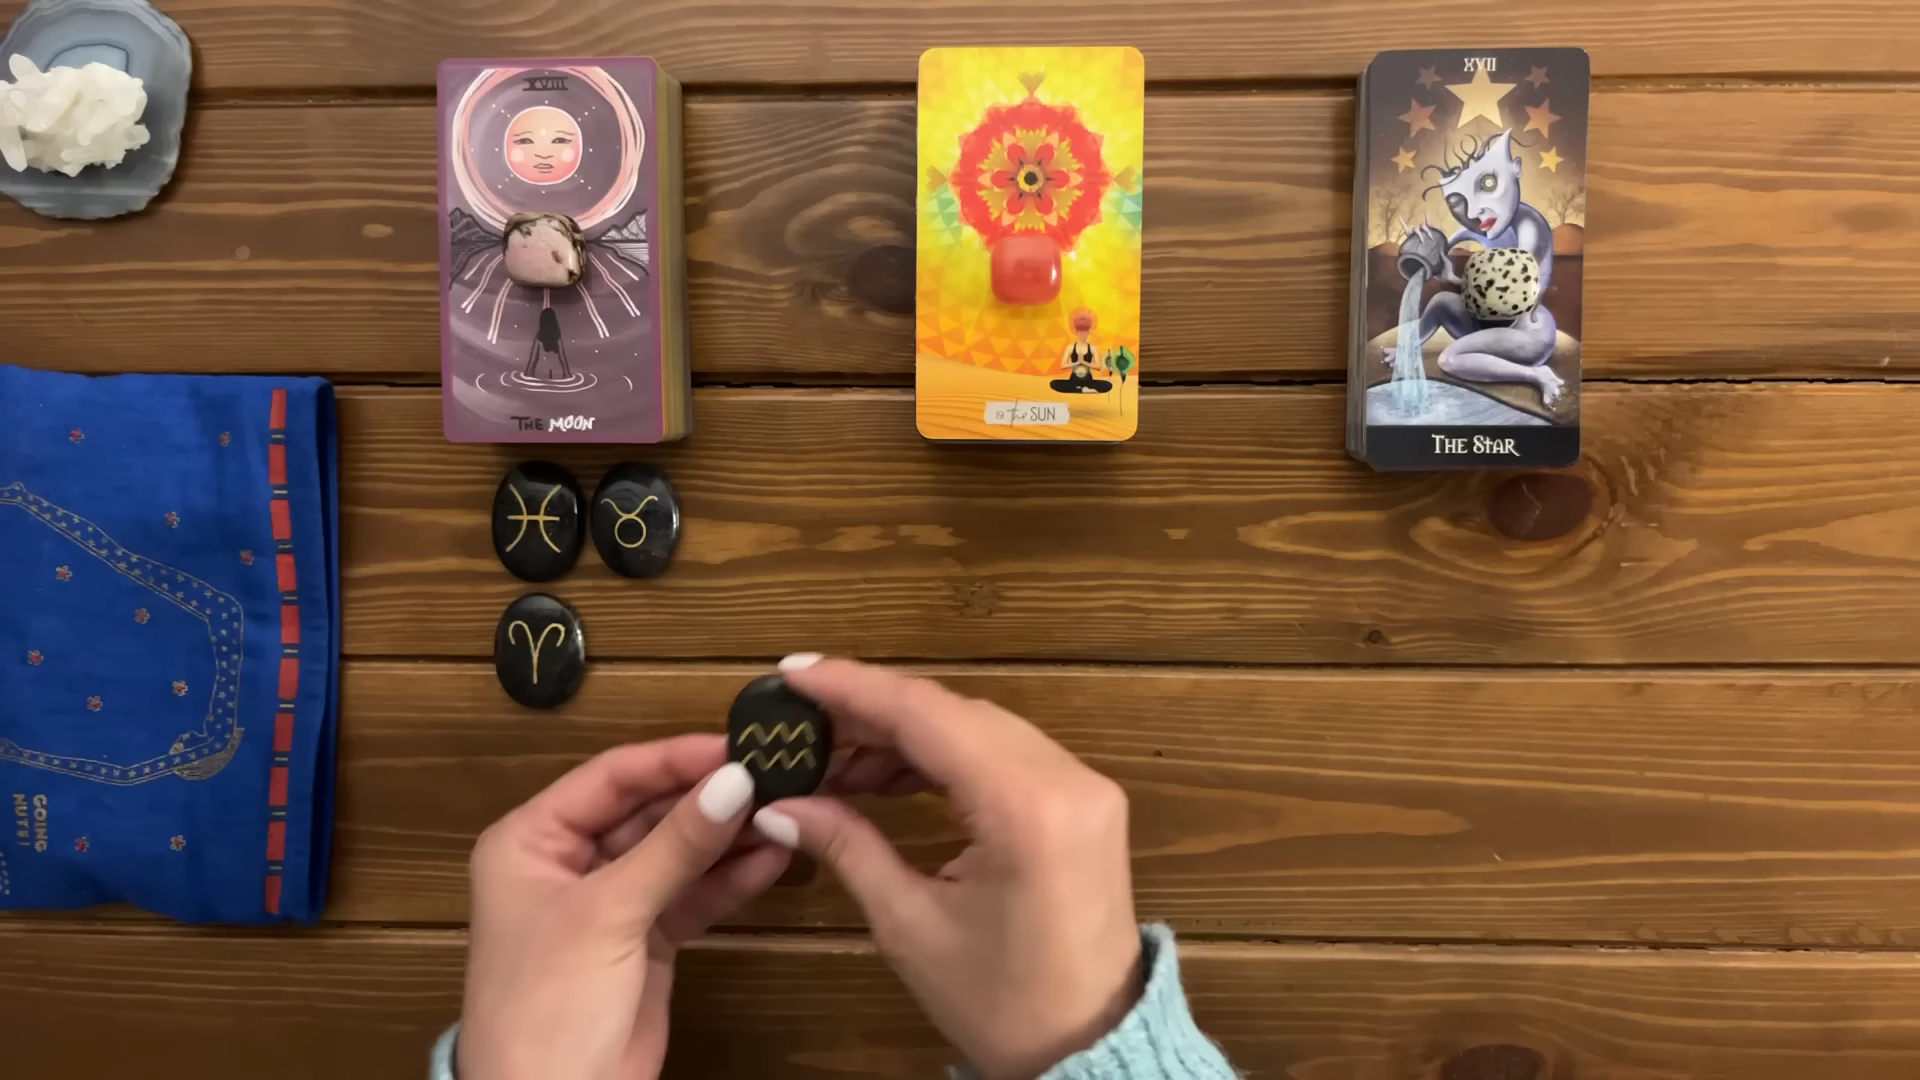 XVIII
THE MOON
19 the SUN
XVII
THE STAR
GOING
NUTS!